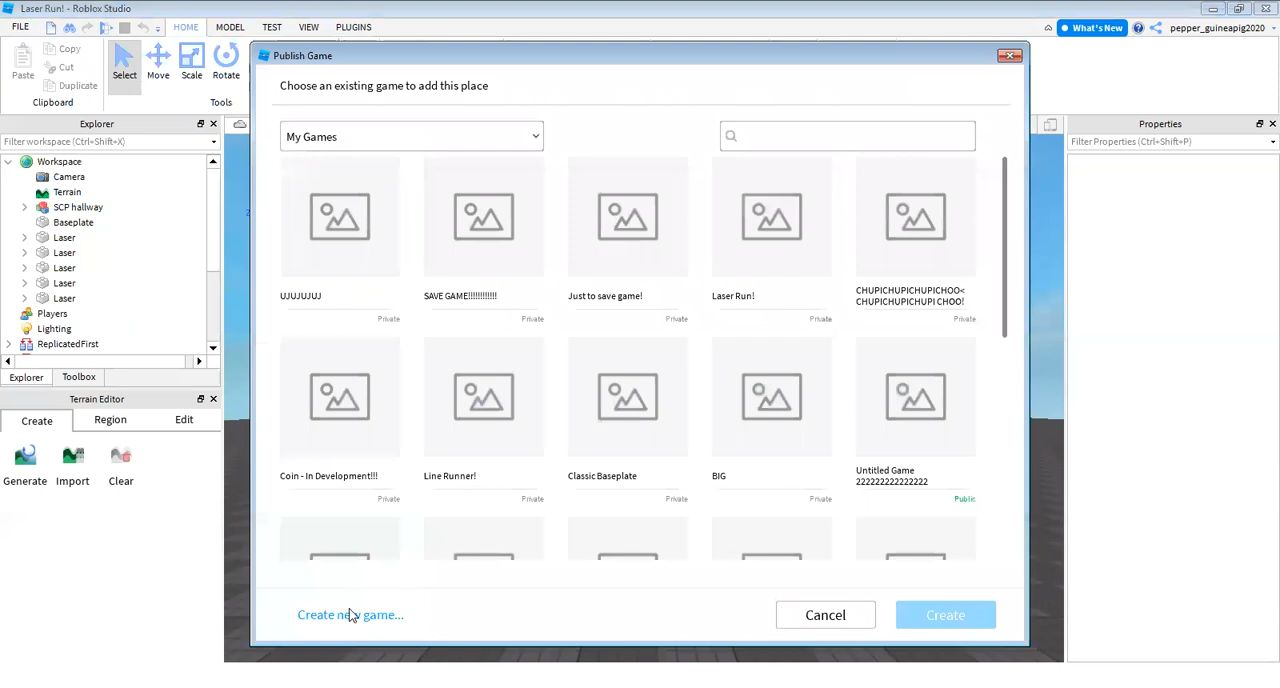 Laser Run! - Roblox Studio
FILE
HOME
MODEL
TEST
VIEW
PLUGINS
What's New
pepper_guineapig2020
Paste
Copy
Cut
Duplicate
Clipboard
Select
Move
Scale
Rotate
Tools
Explorer
Filter workspace (Ctrl+Shift+X)
Workspace
Camera
Terrain
SCP hallway
Baseplate
Laser
Laser
Laser
Laser
Laser
Players
Lighting
ReplicatedFirst
Explorer
Toolbox
Terrain Editor
Create
Region
Edit
Generate
Import
Clear
Publish Game
Choose an existing game to add this place
My Games
UJUJUJUJ
Private
SAVE GAME!!!!!!!!!!!!
Private
Just to save game!
Private
Laser Run!
Private
CHUPICHUPICHUPICHOO<
CHUPICHUPICHUPI CHOO!
Private
Coin - In Development!!!
Private
Line Runner!
Private
Classic Baseplate
Private
BIG
Private
Untitled Game
222222222222222
Public
Create new game...
Cancel
Create
Properties
Filter Properties (Ctrl+Shift+P)